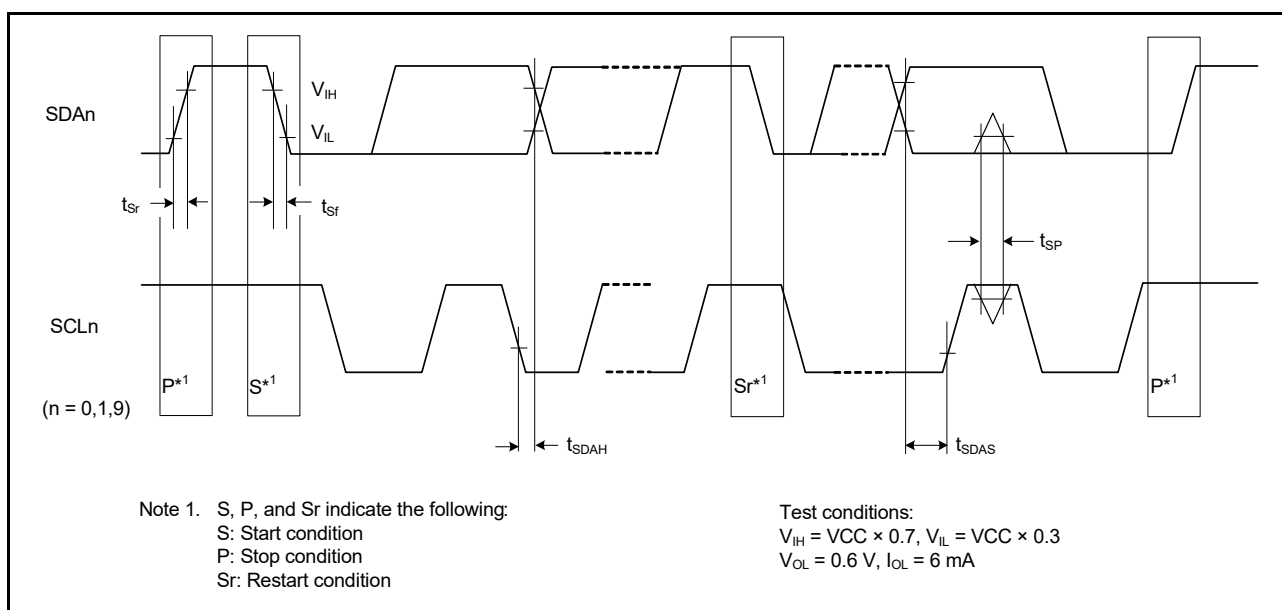 SDAn
V_IH
V_IL
t_Sr
t_Sf
t_SP
SCLn
P*1
S*1
Sr*1
P*1
(n = 0,1,9)
t_SDAH
t_SDAS
Note 1. S, P, and Sr indicate the following:
S: Start condition
P: Stop condition
Sr: Restart condition
Test conditions:
V_IH = VCC × 0.7, V_IL = VCC × 0.3
V_OL = 0.6 V, I_OL = 6 mA